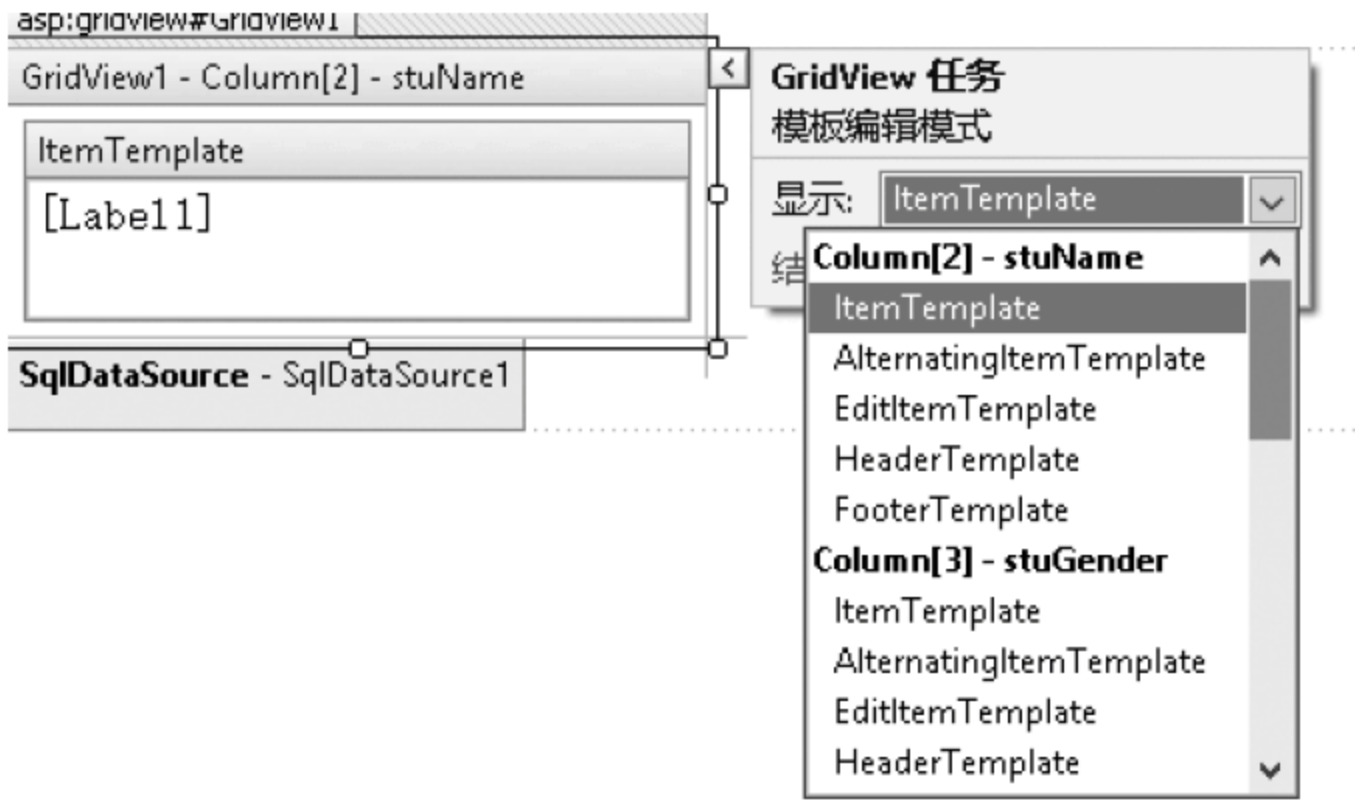 asp:gridview#GridView1
GridView1 - Column[2] - stuName
ItemTemplate
[Label1]
SqlDataSource - SqlDataSource1
GridView 任务
模板编辑模式
显示: ItemTemplate
结
Column[2] - stuName
ItemTemplate
AlternatingItemTemplate
EditItemTemplate
HeaderTemplate
FooterTemplate
Column[3] - stuGender
ItemTemplate
AlternatingItemTemplate
EditItemTemplate
HeaderTemplate